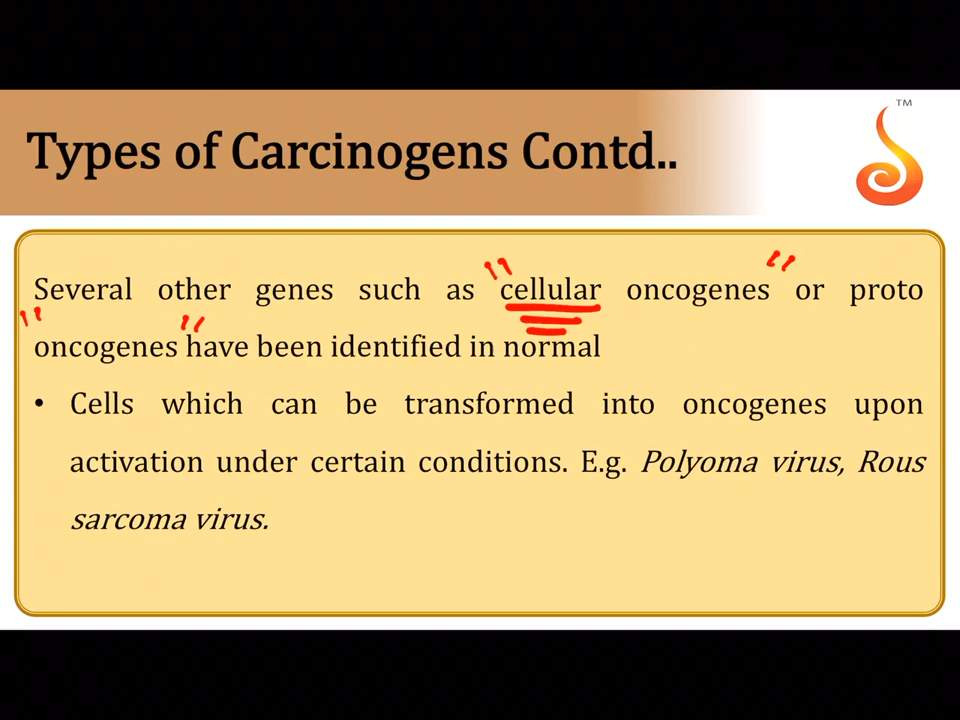 Types of Carcinogens Contd..
TM
Several other genes such as "cellular oncogenes" or proto
"oncogenes" have been identified in normal
• Cells which can be transformed into oncogenes upon
activation under certain conditions. E.g. Polyoma virus, Rous
sarcoma virus.